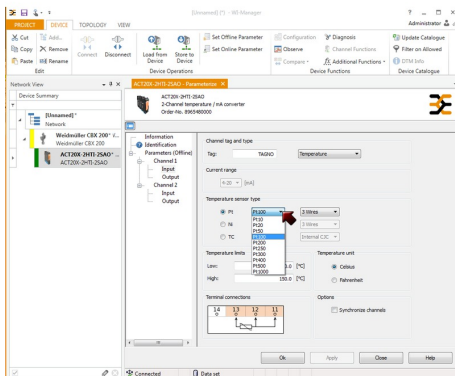 [Unnamed] (*) - WI-Manager
PROJECT DEVICE TOPOLOGY VIEW
Administrator
Cut Add...
Copy Remove
Paste Rename
Connect Disconnect
Load from Device Store to Device
Set Offline Parameter
Set Online Parameter
Configuration Diagnosis
Observe Channel Functions
Compare Additional Functions
Update Catalogue
Filter on Allowed
DTM Info
Edit Device Operations Device Functions Device Catalogue
Network View
Device Summary
[Unnamed]*
Network
Weidmüller CBX 200* V...
Weidmüller CBX 200
ACT20X-2HTI-2SAO* ...
ACT20X-2HTI-2SAO
ACT20X-2HTI-2SAO - Parameterize
ACT20X-2HTI-2SAO
2-Channel temperature / mA converter
Order-No. 8965480000
Information
Identification
Parameters (Offline)
Channel 1
Input
Output
Channel 2
Input
Output
Channel tag and type
Tag: TAGNO Temperature
Current range
4-20 [mA]
Temperature sensor type
Pt Pt100 3 Wires
Ni 3 Wires
TC Internal CJC
Pt10
Pt20
Pt50
Pt100
Pt200
Pt250
Pt300
Pt400
Pt500
Pt1000
Temperature limits
Low: 0.0 [°C]
High: 150.0 [°C]
Temperature unit
Celsius
Fahrenheit
Terminal connections
14 13 12 11
Options
Synchronize channels
Ok Apply Close Help
Connected Data set